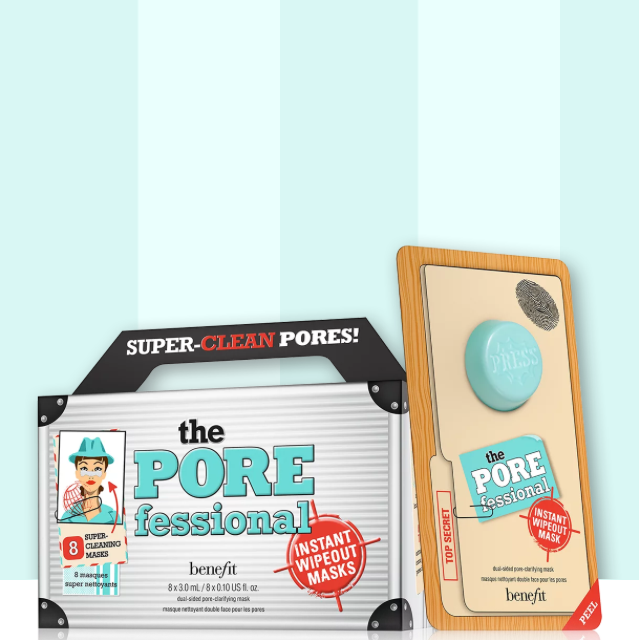 SUPER-CLEAN PORES!
the
PORE
fessional
INSTANT
WIPEOUT
MASKS
8
SUPER-
CLEANING
MASKS
8 masques
super nettoyants
benefit
8 x 3.0 mL / 8 x 0.10 US fl. oz.
dual-sided pore-clarifying mask
masque nettoyant double face pour les pores
PRESS
the
PORE
fessional
INSTANT
WIPEOUT
MASK
TOP SECRET
dual-sided pore-clarifying mask
masque nettoyant double face pour les pores
benefit
PEEL